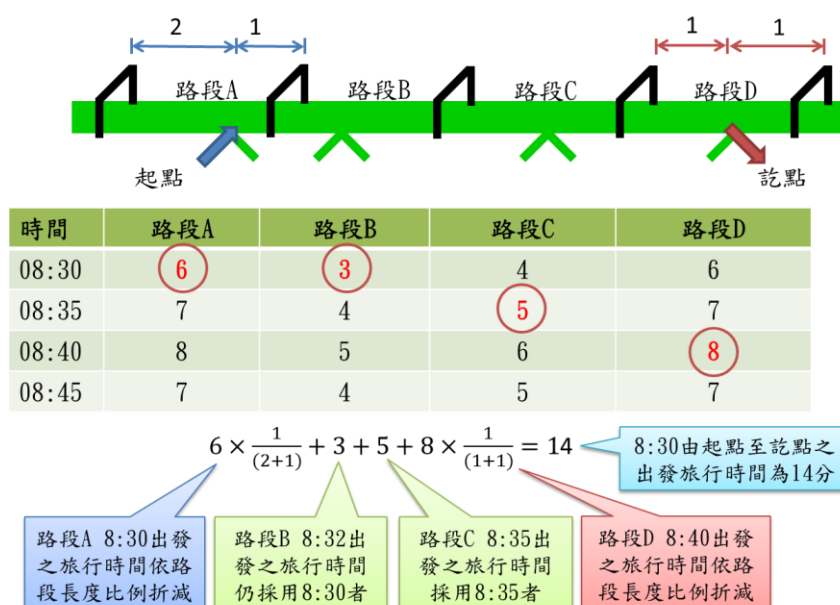 2 1 1 1
路段A 路段B 路段C 路段D
起點 訖點
時間 路段A 路段B 路段C 路段D
08:30 6 3 4 6
08:35 7 4 5 7
08:40 8 5 6 8
08:45 7 4 5 7
6 × 1/(2+1) + 3 + 5 + 8 × 1/(1+1) = 14
8:30由起點至訖點之
出發旅行時間為14分
路段A 8:30出發
之旅行時間依路
段長度比例折減
路段B 8:32出
發之旅行時間
仍採用8:30者
路段C 8:35出
發之旅行時間
採用8:35者
路段D 8:40出發
之旅行時間依路
段長度比例折減